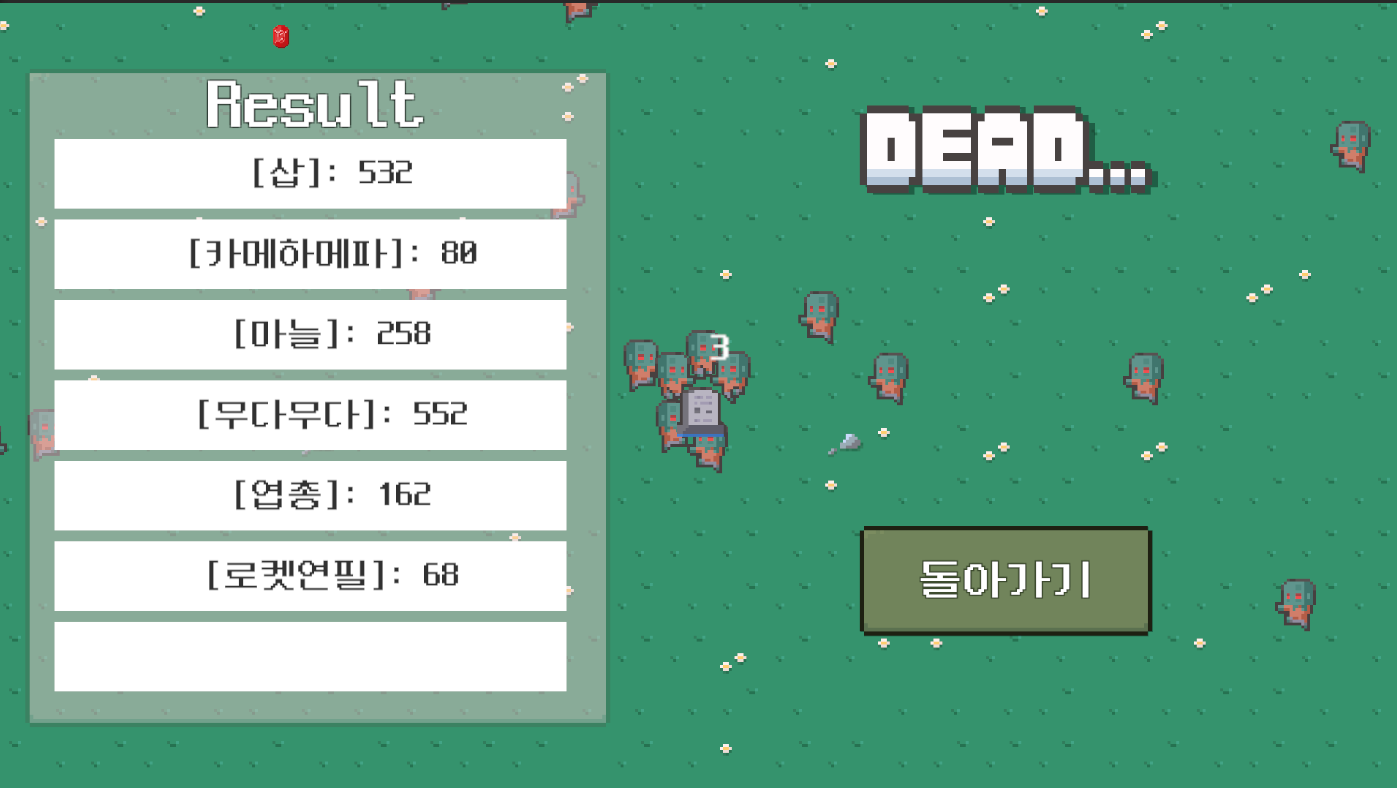 Result
[삽]: 532
[카메하메파]: 80
[마늘]: 258
[무다무다]: 552
[업총]: 162
[로켓연필]: 68
DEAD...
3
돌아가기